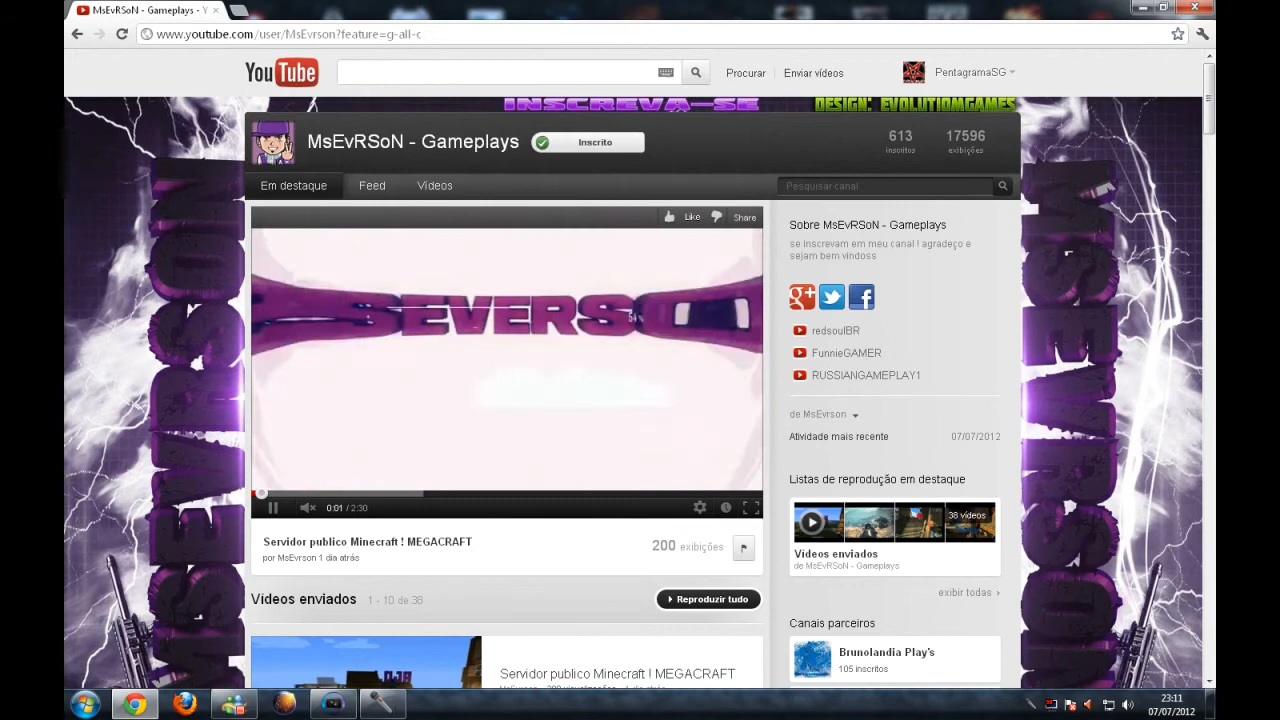 MsEvRSoN - Gameplays - Y
www.youtube.com/user/MsEvrson?feature=g-all-c
YouTube
Procurar
Enviar vídeos
PentagramaSG
INSCREVA-SE
DESIGN: EVOLUTIOMGAMES
MsEvRSoN - Gameplays
Inscrito
613
inscritos
17596
exibições
Em destaque
Feed
Vídeos
Pesquisar canal
Like
Share
SEVERSO
0:01 / 2:30
Servidor publico Minecraft ! MEGACRAFT
por MsEvrson 1 dia atrás
200 exibições
Vídeos enviados
1 - 10 de 38
Reproduzir tudo
Servidor publico Minecraft ! MEGACRAFT
Sobre MsEvRSoN - Gameplays
se inscrevam em meu canal ! agradeço e
sejam bem vindoss
g+
redsoulBR
FunnieGAMER
RUSSIANGAMEPLAY1
de MsEvrson
Atividade mais recente
07/07/2012
Listas de reprodução em destaque
38 vídeos
Vídeos enviados
de MsEvRSoN - Gameplays
exibir todas
Canais parceiros
Brunolandia Play's
105 inscritos
MSEVERSON
MSEVERSON
23:11
07/07/2012